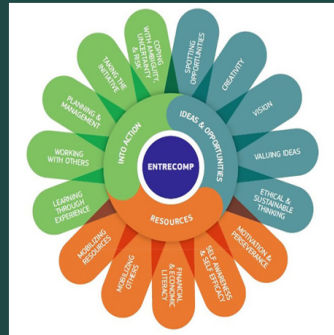 ENTRECOMP
IDEAS & OPPORTUNITIES
SPOTTING
OPPORTUNITIES
CREATIVITY
VISION
VALUING IDEAS
ETHICAL &
SUSTAINABLE
THINKING
RESOURCES
MOTIVATION &
PERSEVERANCE
SELF AWARENESS
& SELF EFFICACY
FINANCIAL
& ECONOMIC
LITERACY
MOBILIZING
OTHERS
MOBILIZING
RESOURCES
INTO ACTION
LEARNING
THROUGH
EXPERIENCE
WORKING
WITH OTHERS
PLANNING &
MANAGEMENT
TAKING THE
INITIATIVE
COPING
WITH AMBIGUITY,
UNCERTAINTY
& RISK